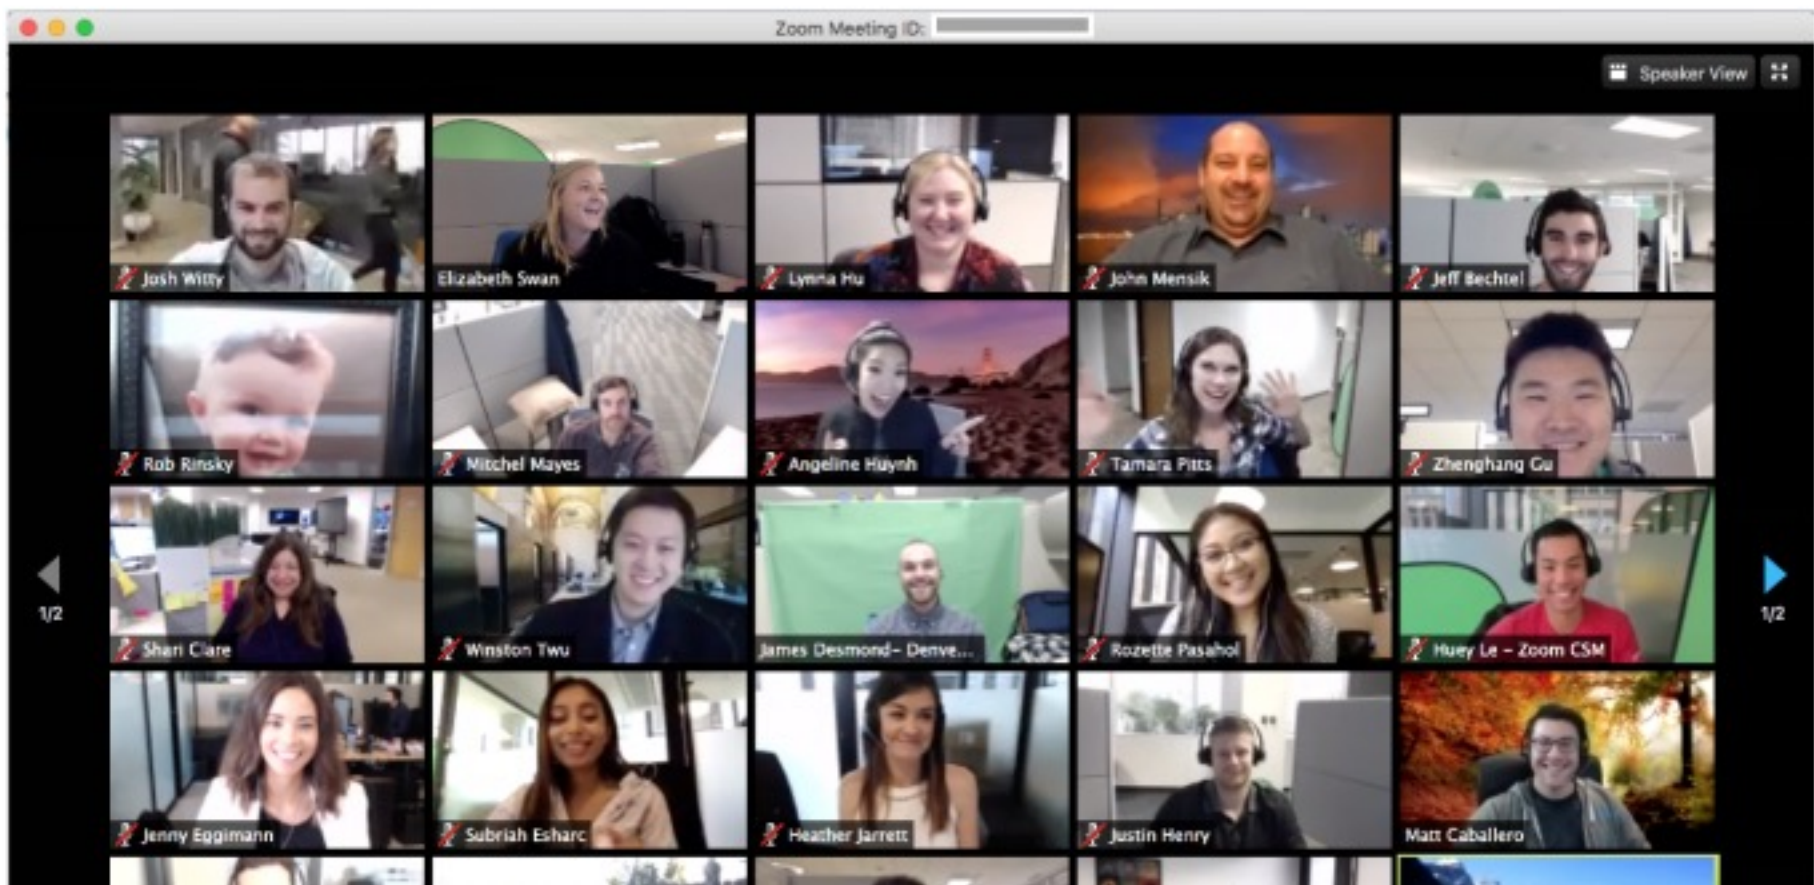 Zoom Meeting ID:
Speaker View
Josh Witty
Elizabeth Swan
Lynna Hu
John Mensik
Jeff Bechtel
Rob Rinsky
Mitchel Mayes
Angeline Huynh
Tamara Pitts
Zhenghang Gu
1/2
1/2
Shari Clare
Winston Twu
James Desmond- Denve...
Rozette Pasahol
Huey Le - Zoom CSM
Jenny Eggimann
Subriah Esharc
Heather Jarrett
Justin Henry
Matt Caballero